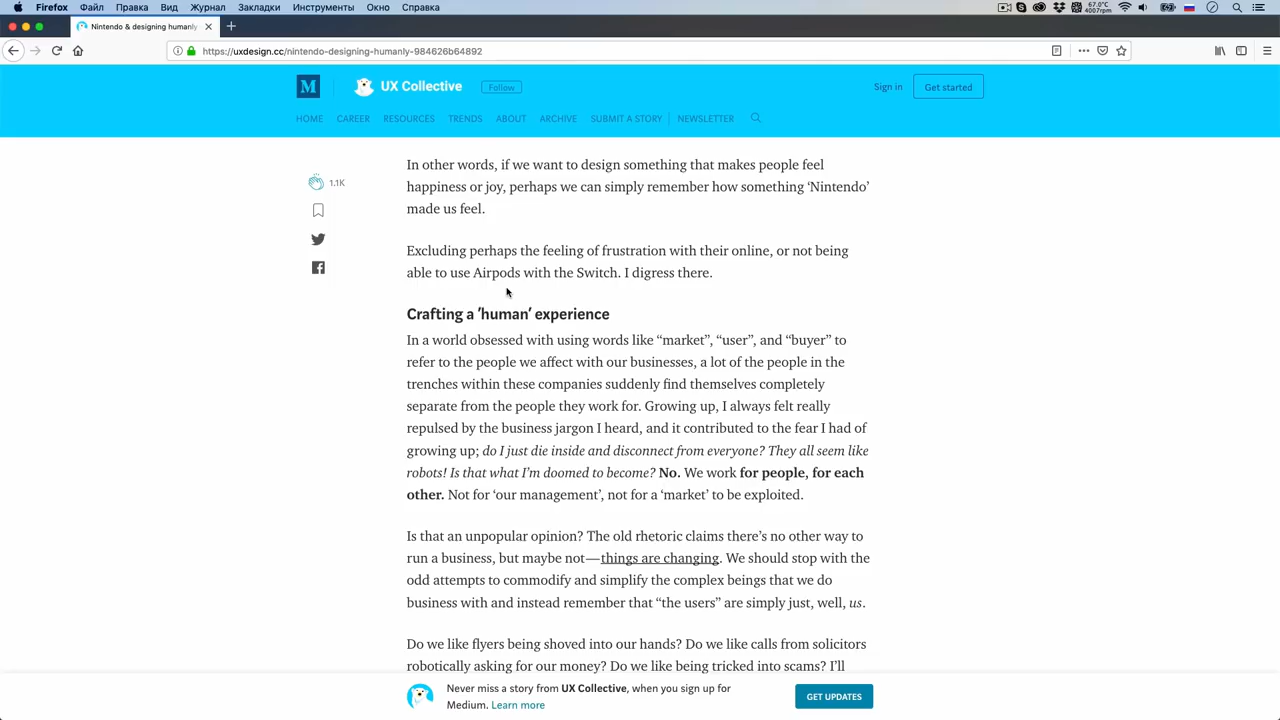 Firefox Файл Правка Вид Журнал Закладки Инструменты Окно Справка 67.0°C 4007rpm
Nintendo & designing humanly
https://uxdesign.cc/nintendo-designing-humanly-984626b64892
M UX Collective Follow Sign in Get started
HOME CAREER RESOURCES TRENDS ABOUT ARCHIVE SUBMIT A STORY NEWSLETTER
In other words, if we want to design something that makes people feel
1.1K
happiness or joy, perhaps we can simply remember how something ‘Nintendo’
made us feel.
Excluding perhaps the feeling of frustration with their online, or not being
able to use Airpods with the Switch. I digress there.
Crafting a ’human’ experience
In a world obsessed with using words like “market”, “user”, and “buyer” to
refer to the people we affect with our businesses, a lot of the people in the
trenches within these companies suddenly find themselves completely
separate from the people they work for. Growing up, I always felt really
repulsed by the business jargon I heard, and it contributed to the fear I had of
growing up; do I just die inside and disconnect from everyone? They all seem like
robots! Is that what I’m doomed to become? No. We work for people, for each
other. Not for ‘our management’, not for a ‘market’ to be exploited.
Is that an unpopular opinion? The old rhetoric claims there’s no other way to
run a business, but maybe not — things are changing. We should stop with the
odd attempts to commodify and simplify the complex beings that we do
business with and instead remember that “the users” are simply just, well, us.
Do we like flyers being shoved into our hands? Do we like calls from solicitors
robotically asking for our money? Do we like being tricked into scams? I’ll
Never miss a story from UX Collective, when you sign up for
Medium. Learn more
GET UPDATES